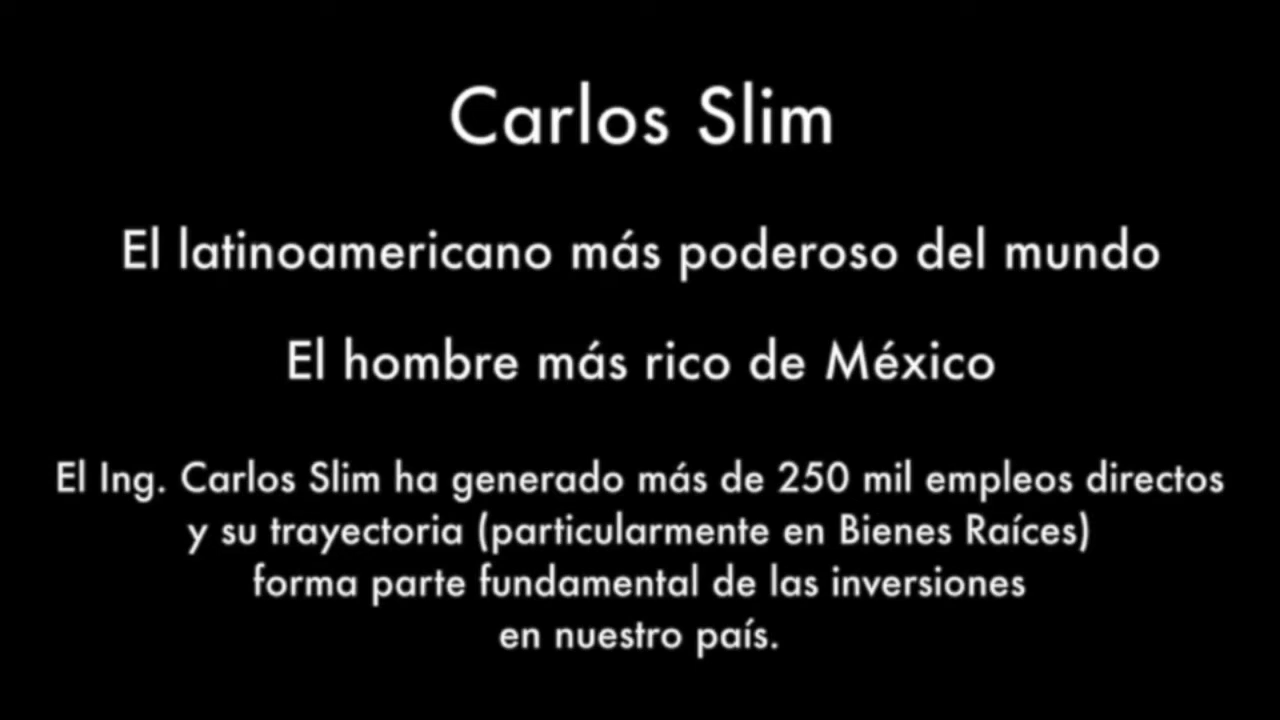 Carlos Slim
El latinoamericano más poderoso del mundo
El hombre más rico de México
El Ing. Carlos Slim ha generado más de 250 mil empleos directos
y su trayectoria (particularmente en Bienes Raíces)
forma parte fundamental de las inversiones
en nuestro país.